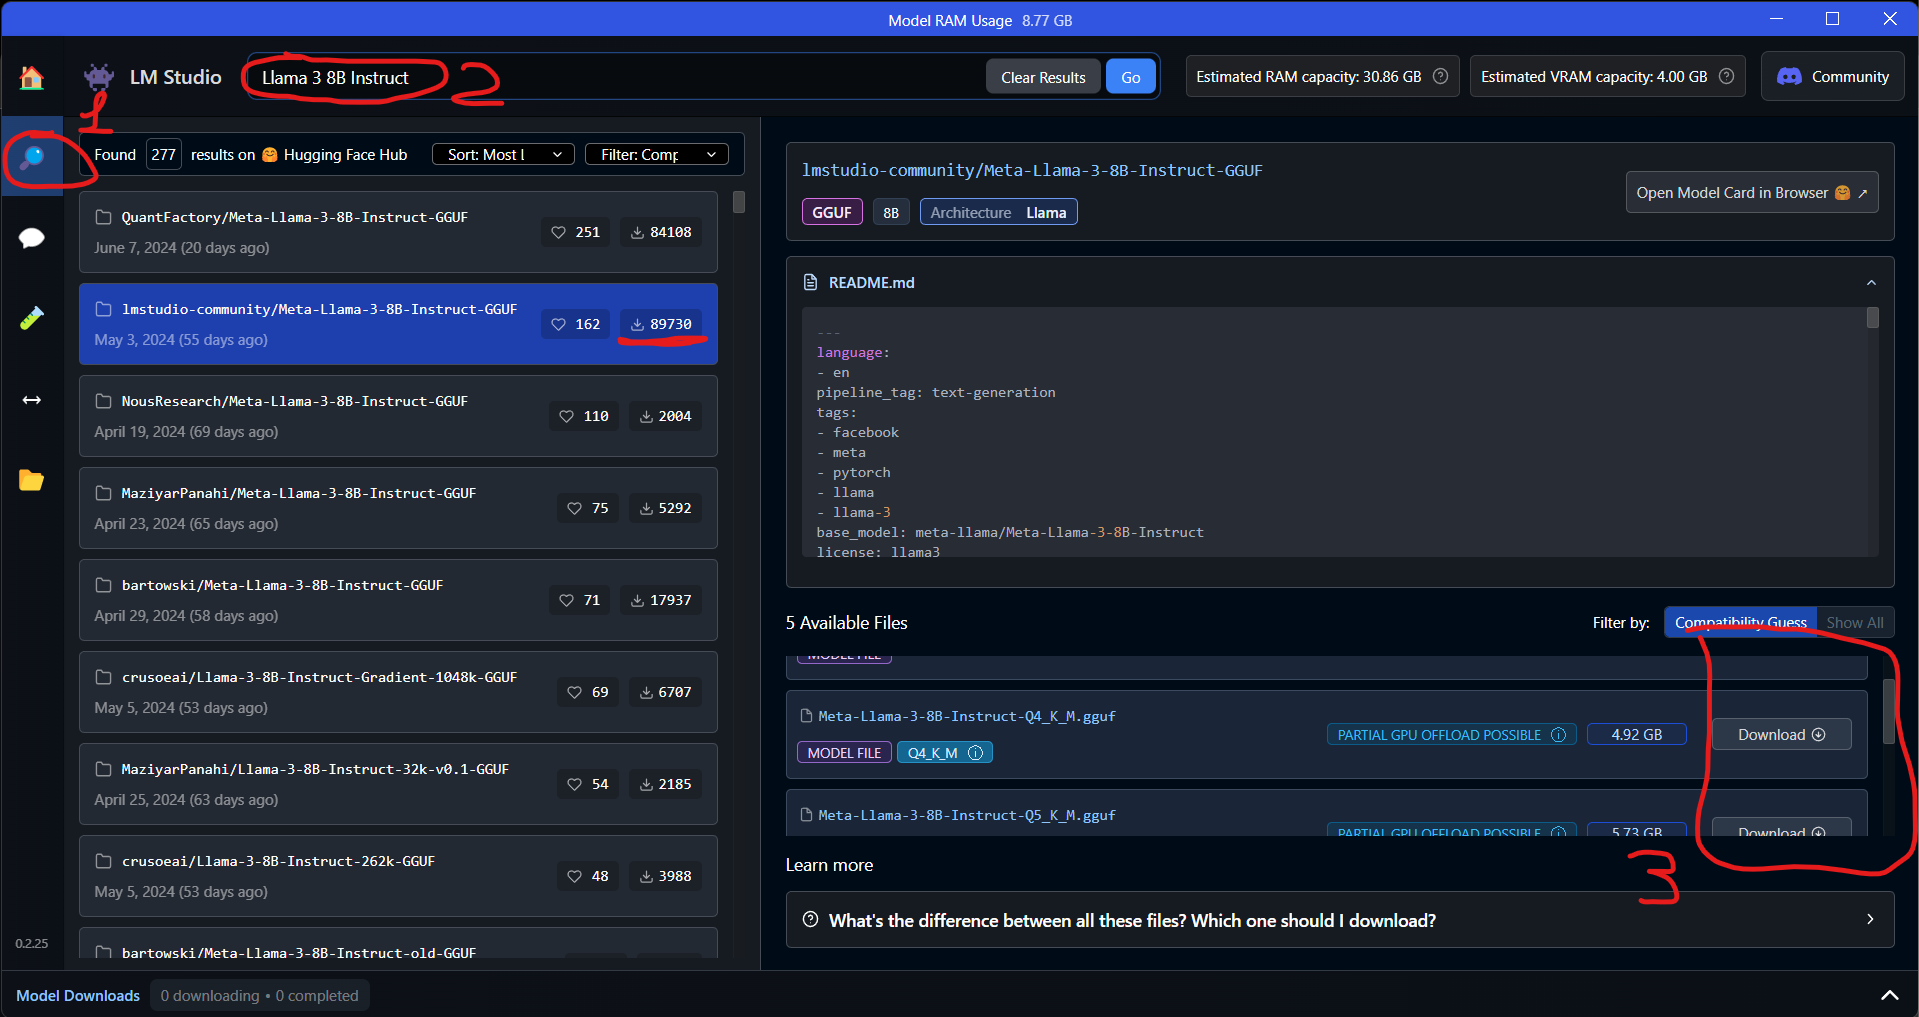 Model RAM Usage 8.77 GB
LM Studio
Llama 3 8B Instruct
2
Clear Results
Go
Estimated RAM capacity: 30.86 GB
Estimated VRAM capacity: 4.00 GB
Community
1
Found 277 results on 🤗 Hugging Face Hub
Sort: Most l
Filter: Comp
QuantFactory/Meta-Llama-3-8B-Instruct-GGUF
June 7, 2024 (20 days ago)
251
84108
lmstudio-community/Meta-Llama-3-8B-Instruct-GGUF
May 3, 2024 (55 days ago)
162
89730
NousResearch/Meta-Llama-3-8B-Instruct-GGUF
April 19, 2024 (69 days ago)
110
2004
MaziyarPanahi/Meta-Llama-3-8B-Instruct-GGUF
April 23, 2024 (65 days ago)
75
5292
bartowski/Meta-Llama-3-8B-Instruct-GGUF
April 29, 2024 (58 days ago)
71
17937
crusoeai/Llama-3-8B-Instruct-Gradient-1048k-GGUF
May 5, 2024 (53 days ago)
69
6707
MaziyarPanahi/Llama-3-8B-Instruct-32k-v0.1-GGUF
April 25, 2024 (63 days ago)
54
2185
crusoeai/Llama-3-8B-Instruct-262k-GGUF
May 5, 2024 (53 days ago)
48
3988
bartowski/Meta-Llama-3-8B-Instruct-old-GGUF
lmstudio-community/Meta-Llama-3-8B-Instruct-GGUF
GGUF
8B
Architecture Llama
Open Model Card in Browser 🤗 ↗
README.md
---
language:
- en
pipeline_tag: text-generation
tags:
- facebook
- meta
- pytorch
- llama
- llama-3
base_model: meta-llama/Meta-Llama-3-8B-Instruct
license: llama3
5 Available Files
Filter by:
Compatibility Guess
Show All
MODEL FILE
Meta-Llama-3-8B-Instruct-Q4_K_M.gguf
MODEL FILE
Q4_K_M
PARTIAL GPU OFFLOAD POSSIBLE
4.92 GB
Download
Meta-Llama-3-8B-Instruct-Q5_K_M.gguf
PARTIAL GPU OFFLOAD POSSIBLE
5.73 GB
Download
3
Learn more
What's the difference between all these files? Which one should I download?
0.2.25
Model Downloads
0 downloading • 0 completed